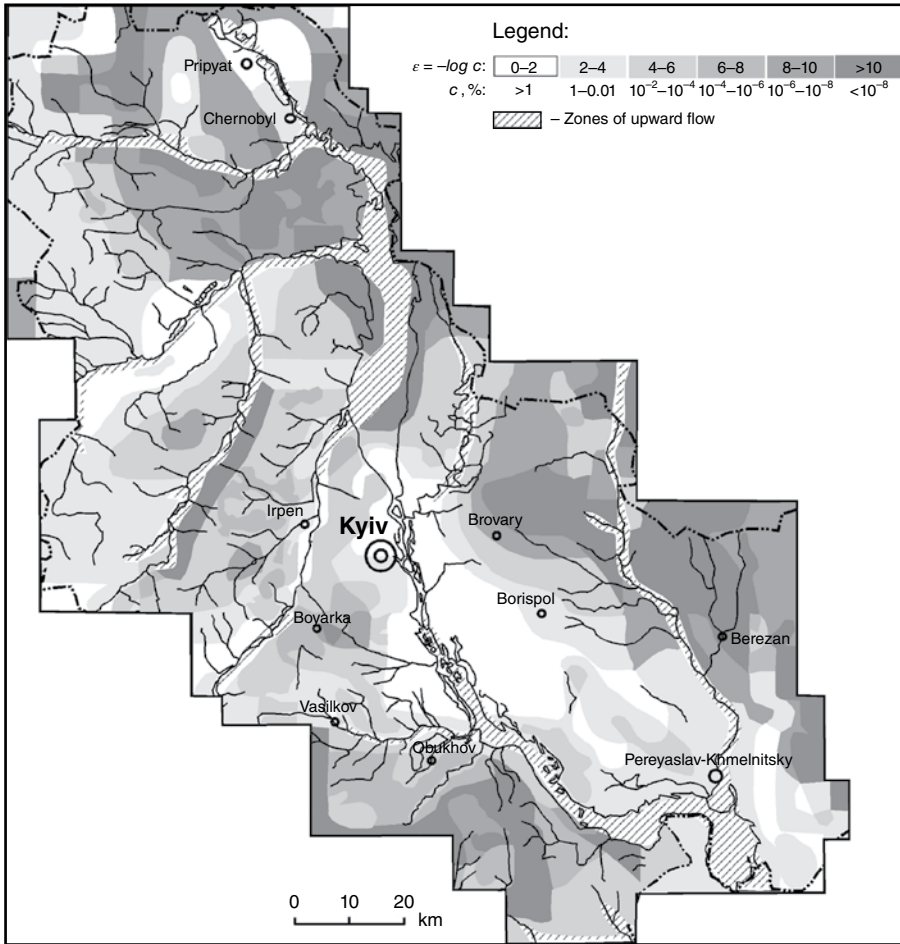 Legend:
ε = –log c: 0–2 2–4 4–6 6–8 8–10 >10
c, %: >1 1–0.01 10⁻²–10⁻⁴ 10⁻⁴–10⁻⁶ 10⁻⁶–10⁻⁸ <10⁻⁸
– Zones of upward flow
Pripyat
Chernobyl
Irpen
Kyiv
Brovary
Borispol
Boyarka
Berezan
Vasilkov
Obukhov
Pereyaslav-Khmelnitsky
0 10 20
km